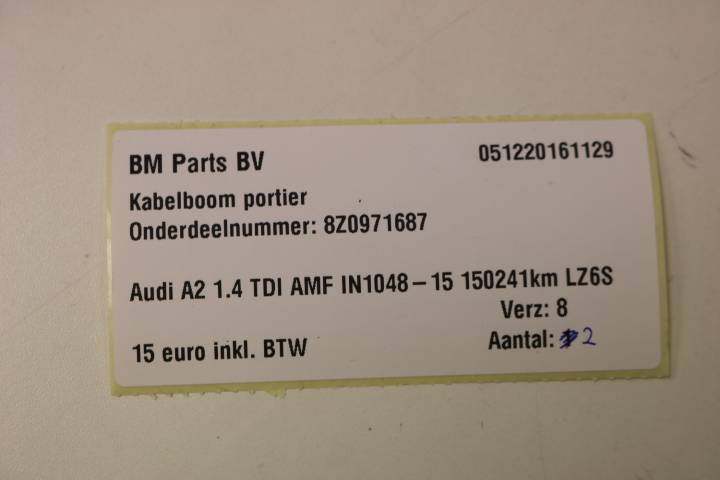 BM Parts BV 051220161129
Kabelboom portier
Onderdeelnummer: 8Z0971687
Audi A2 1.4 TDI AMF IN1048-15 150241km LZ6S
Verz: 8
15 euro inkl. BTW Aantal: 2